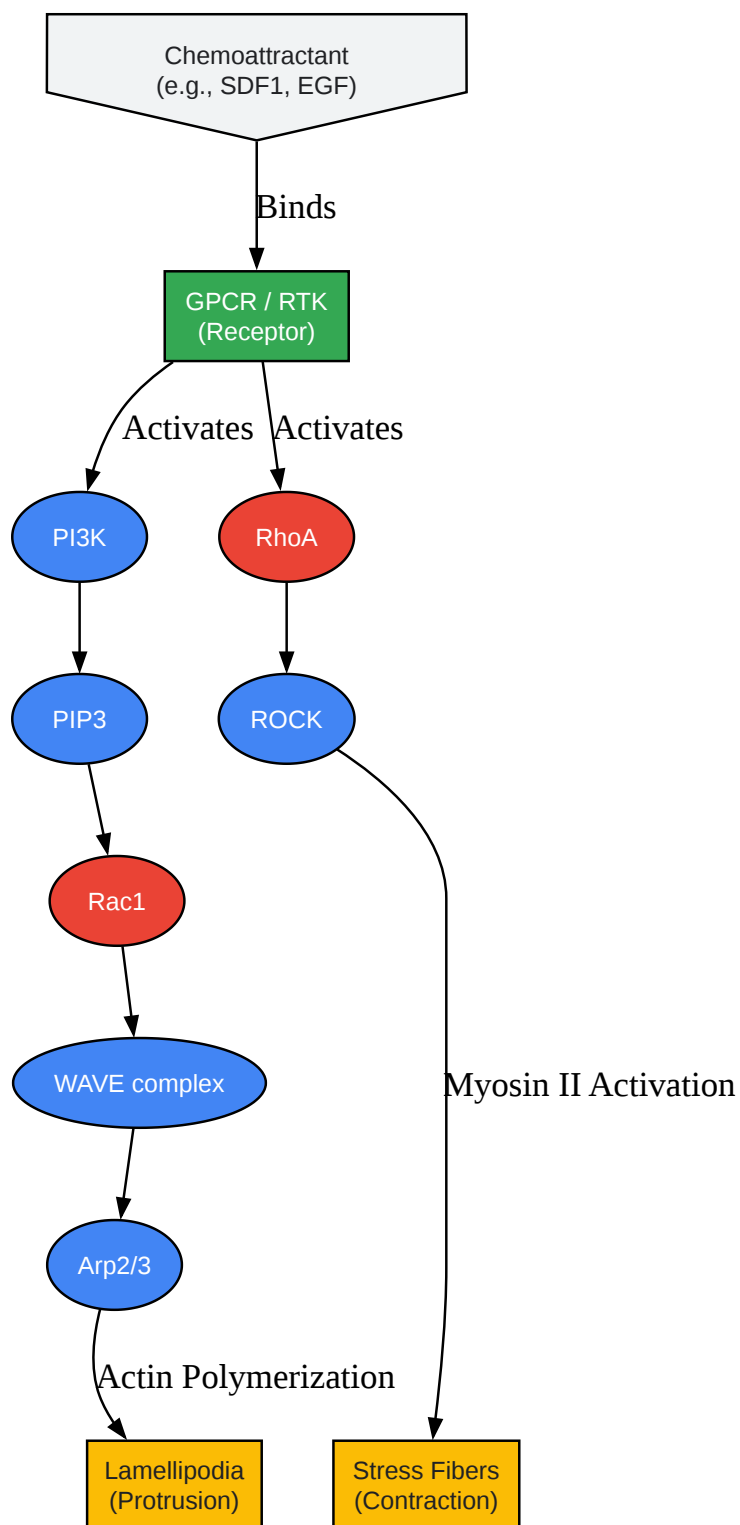 Chemoattractant
(e.g., SDF1, EGF)
Binds
GPCR / RTK
(Receptor)
Activates
Activates
PI3K
RhoA
PIP3
ROCK
Rac1
WAVE complex
Myosin II Activation
Arp2/3
Actin Polymerization
Lamellipodia
(Protrusion)
Stress Fibers
(Contraction)